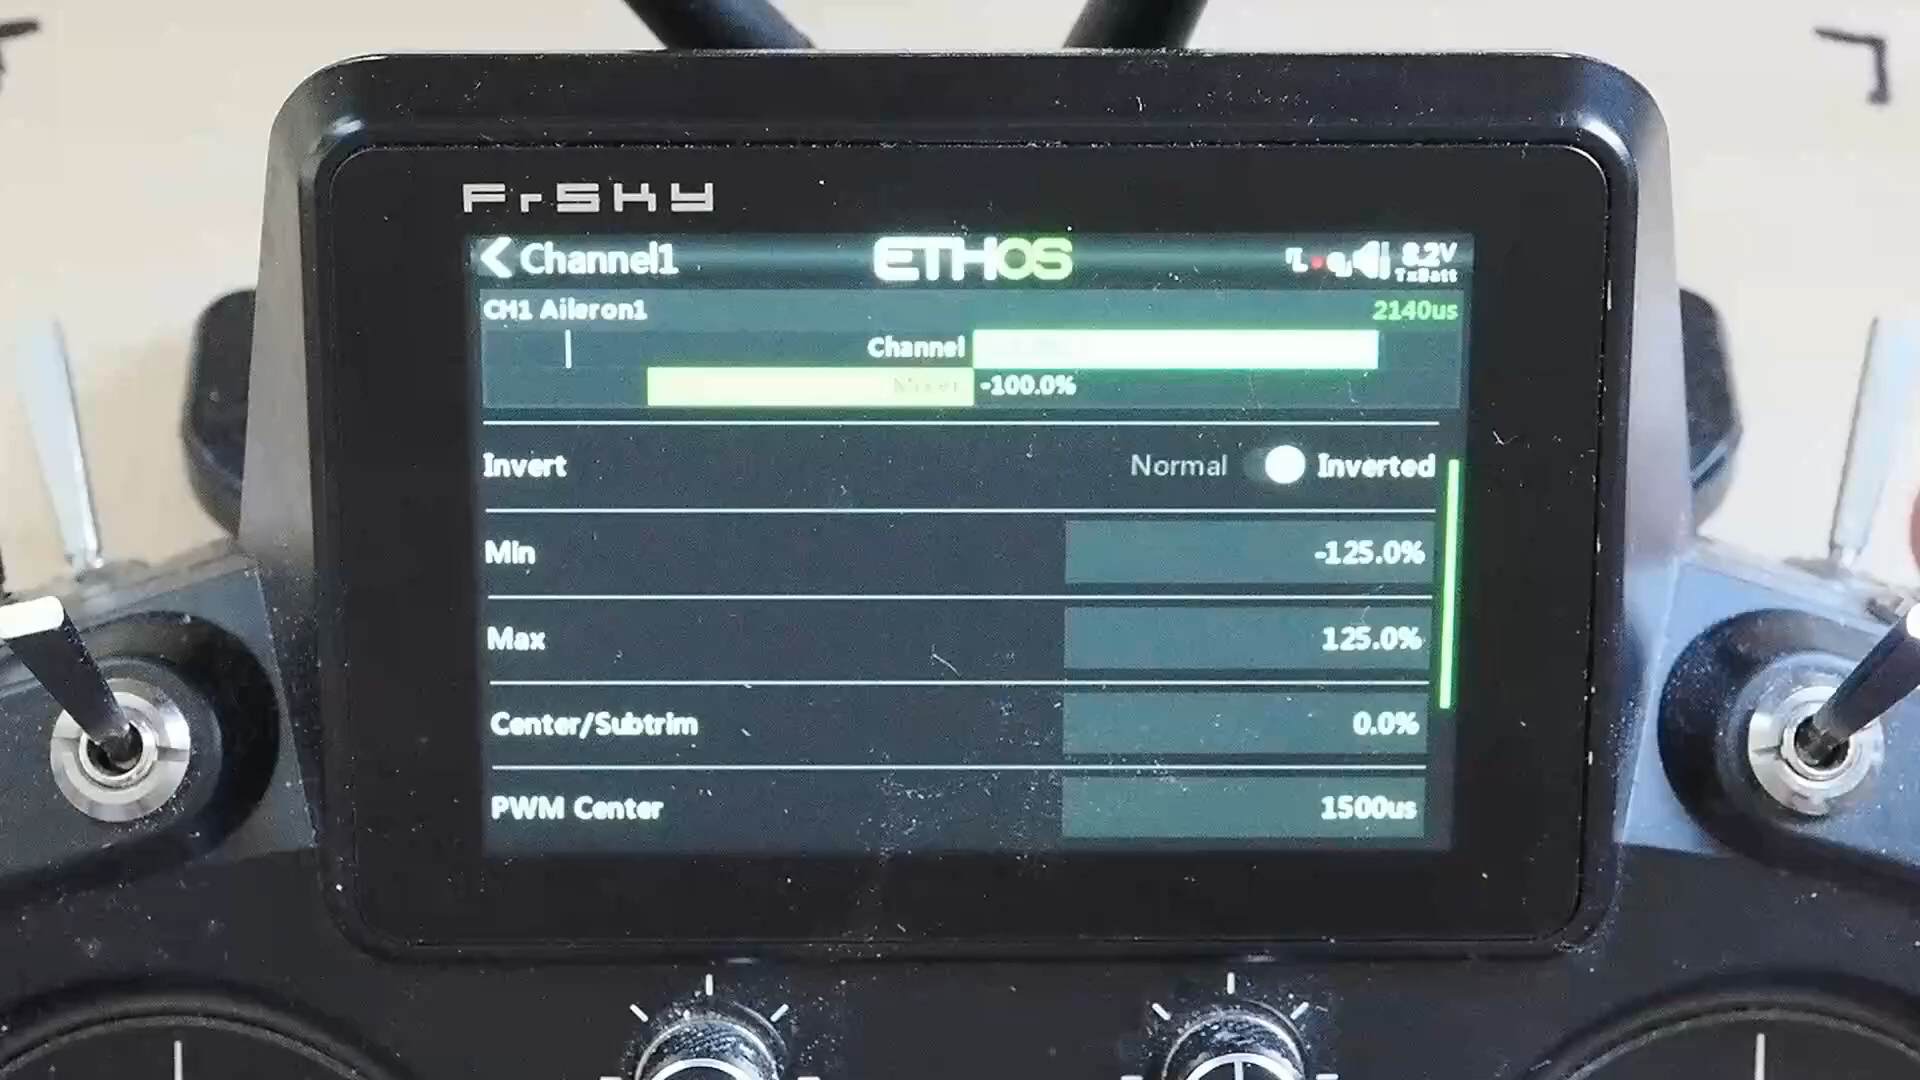 FrSKY
Channel1
ETHOS
8.2V
TxBatt
CH1 Aileron1
2140us
Channel
Mixer
-100.0%
Invert
Normal
Inverted
Min
-125.0%
Max
125.0%
Center/Subtrim
0.0%
PWM Center
1500us